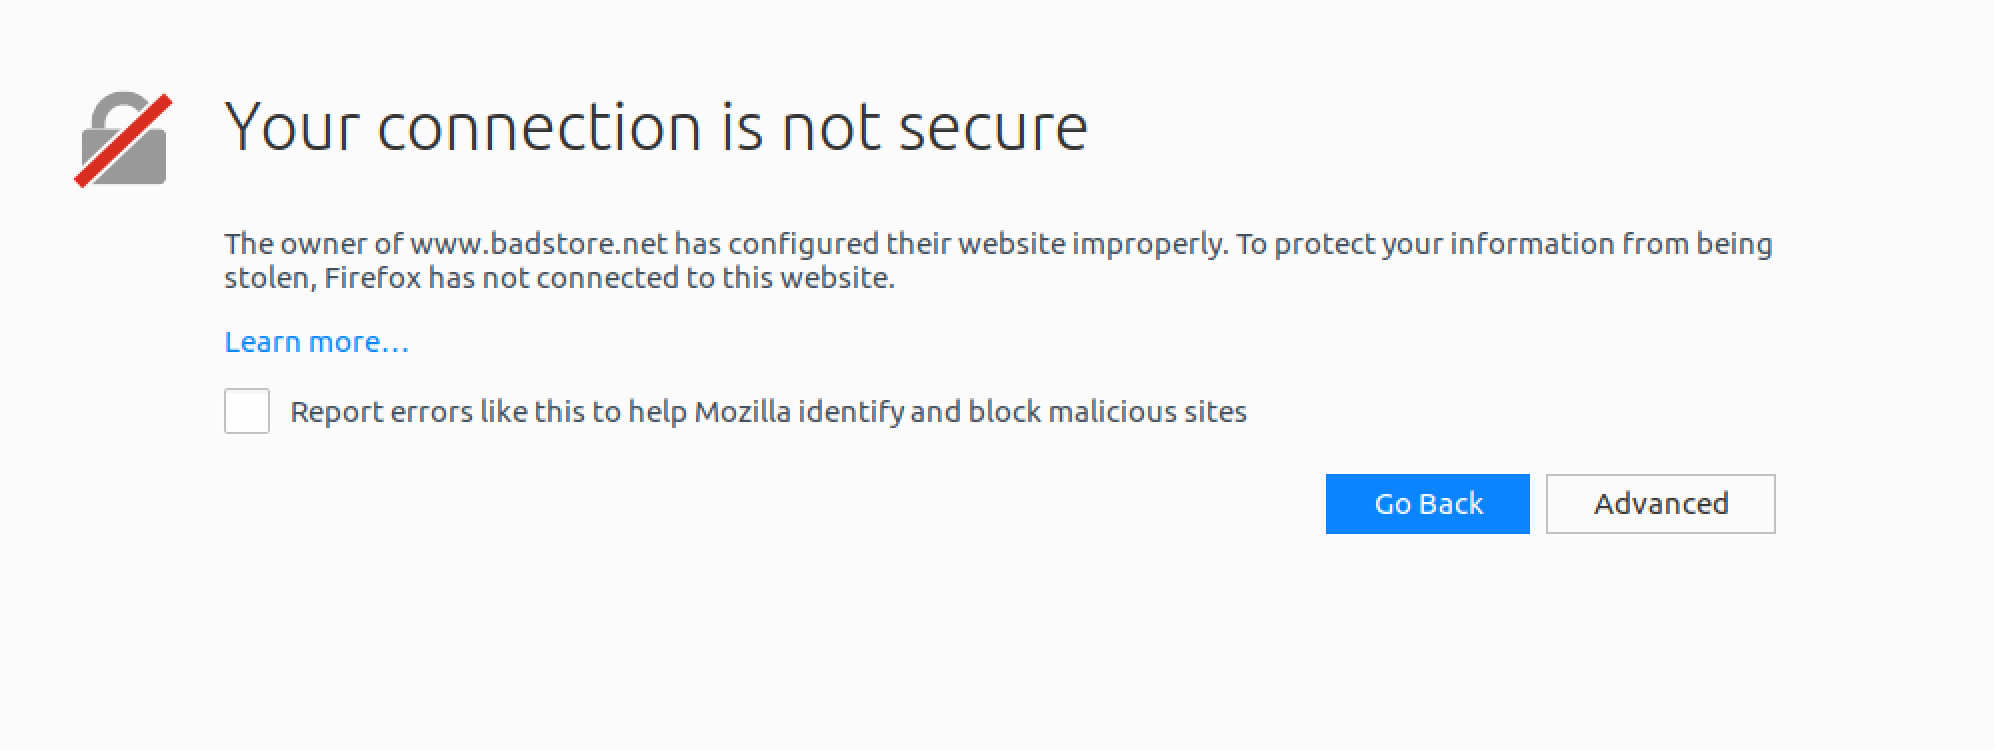 Your connection is not secure
The owner of www.badstore.net has configured their website improperly. To protect your information from being
stolen, Firefox has not connected to this website.
Learn more…
Report errors like this to help Mozilla identify and block malicious sites
Go Back
Advanced